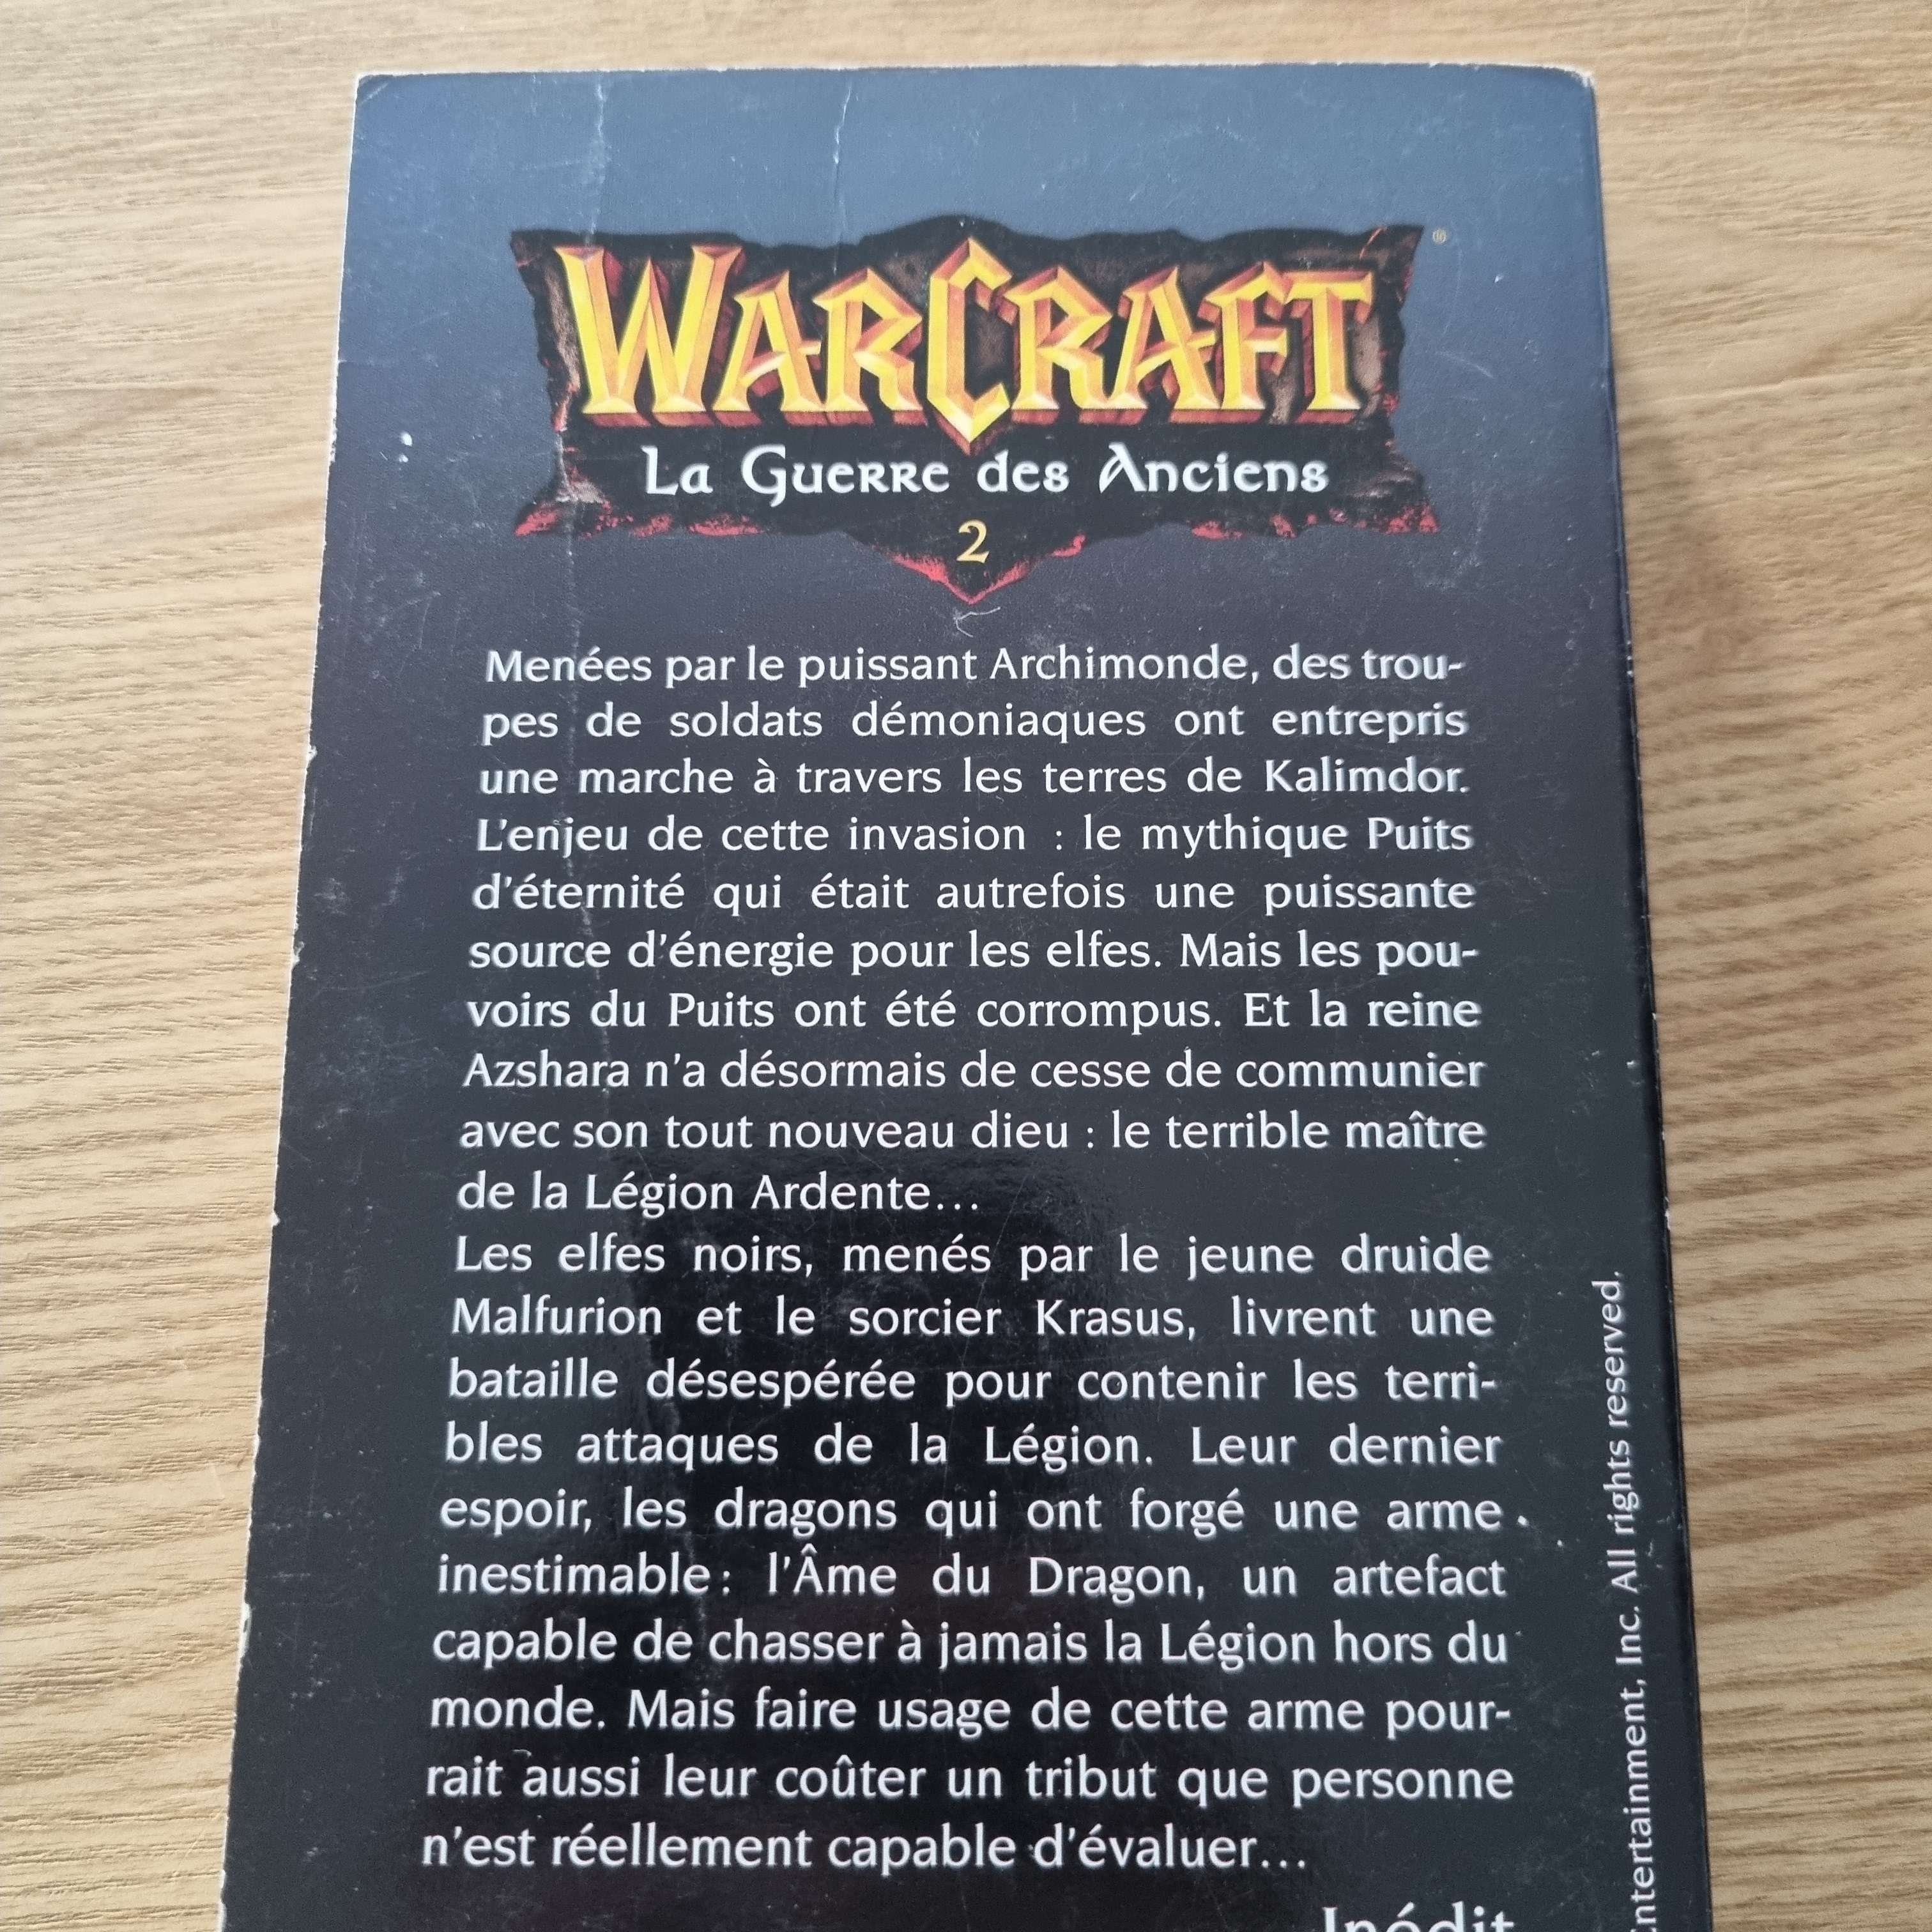 WARCRAFT®
La Guerre des Anciens
2
Menées par le puissant Archimonde, des trou-
pes de soldats démoniaques ont entrepris
une marche à travers les terres de Kalimdor.
L'enjeu de cette invasion : le mythique Puits
d'éternité qui était autrefois une puissante
source d'énergie pour les elfes. Mais les pou-
voirs du Puits ont été corrompus. Et la reine
Azshara n'a désormais de cesse de communier
avec son tout nouveau dieu : le terrible maître
de la Légion Ardente...
Les elfes noirs, menés par le jeune druide
Malfurion et le sorcier Krasus, livrent une
bataille désespérée pour contenir les terri-
bles attaques de la Légion. Leur dernier
espoir, les dragons qui ont forgé une arme
inestimable : l'Âme du Dragon, un artefact
capable de chasser à jamais la Légion hors du
monde. Mais faire usage de cette arme pour-
rait aussi leur coûter un tribut que personne
n'est réellement capable d'évaluer...
Inédit
ntertainment, Inc. All rights reserved.